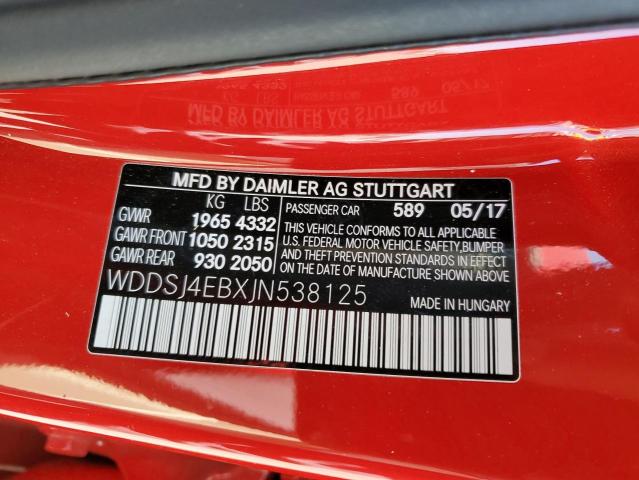 MFD BY DAIMLER AG STUTTGART
KG LBS
GVWR 1965 4332
GAWR FRONT 1050 2315
GAWR REAR 930 2050
PASSENGER CAR 589 05/17
THIS VEHICLE CONFORMS TO ALL APPLICABLE
U.S. FEDERAL MOTOR VEHICLE SAFETY, BUMPER
AND THEFT PREVENTION STANDARDS IN EFFECT
ON THE DATE OF MANUFACTURE SHOWN ABOVE.
WDDSJ4EBXJN538125
MADE IN HUNGARY